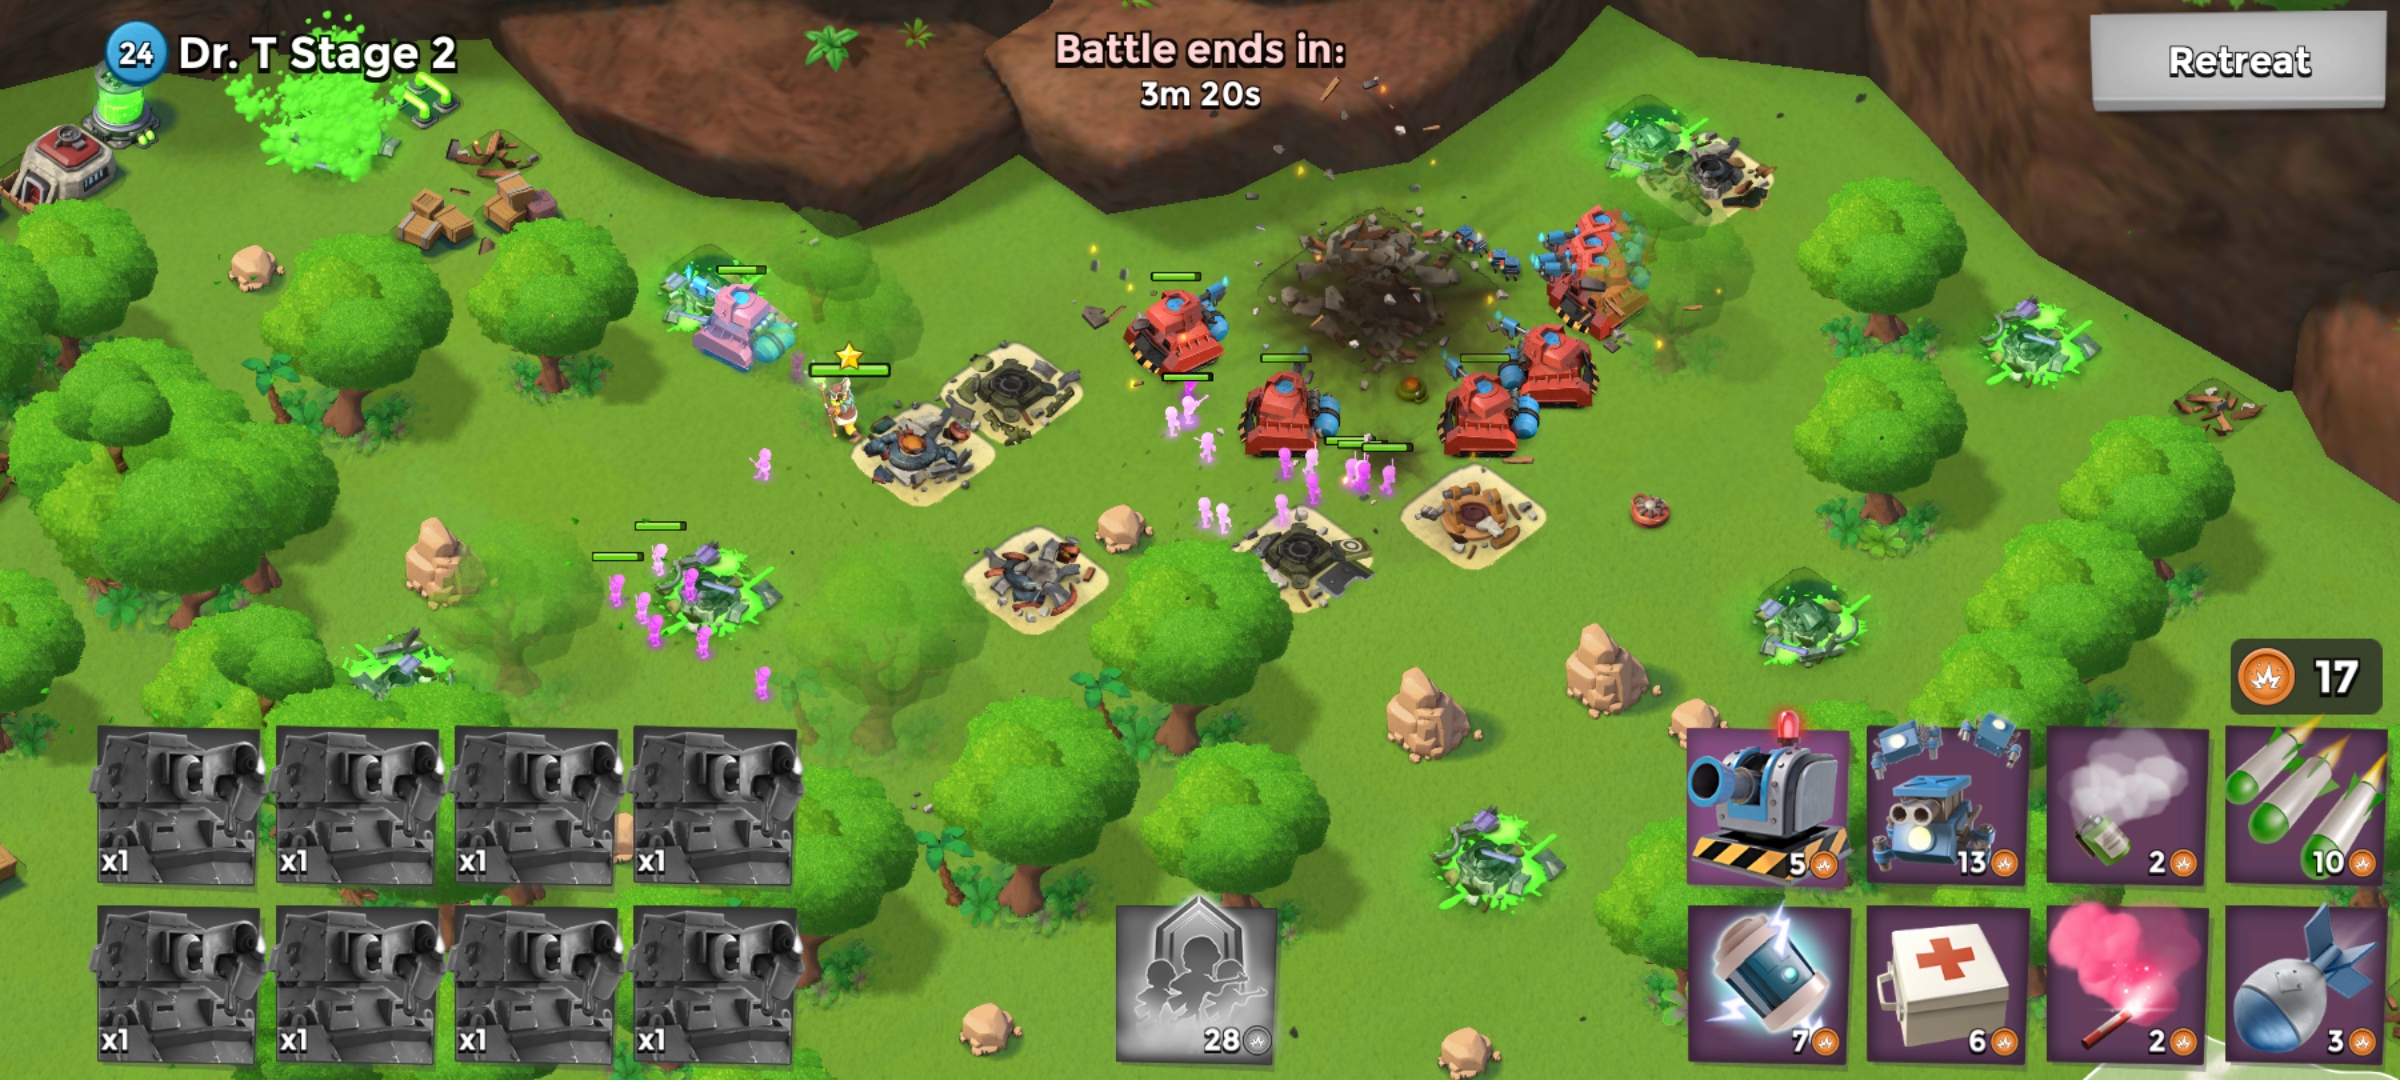 24 Dr. T Stage 2
Battle ends in:
3m 20s
Retreat
17
x1 x1 x1 x1
5 13 2 10
x1 x1 x1 x1
28
7 6 2 3